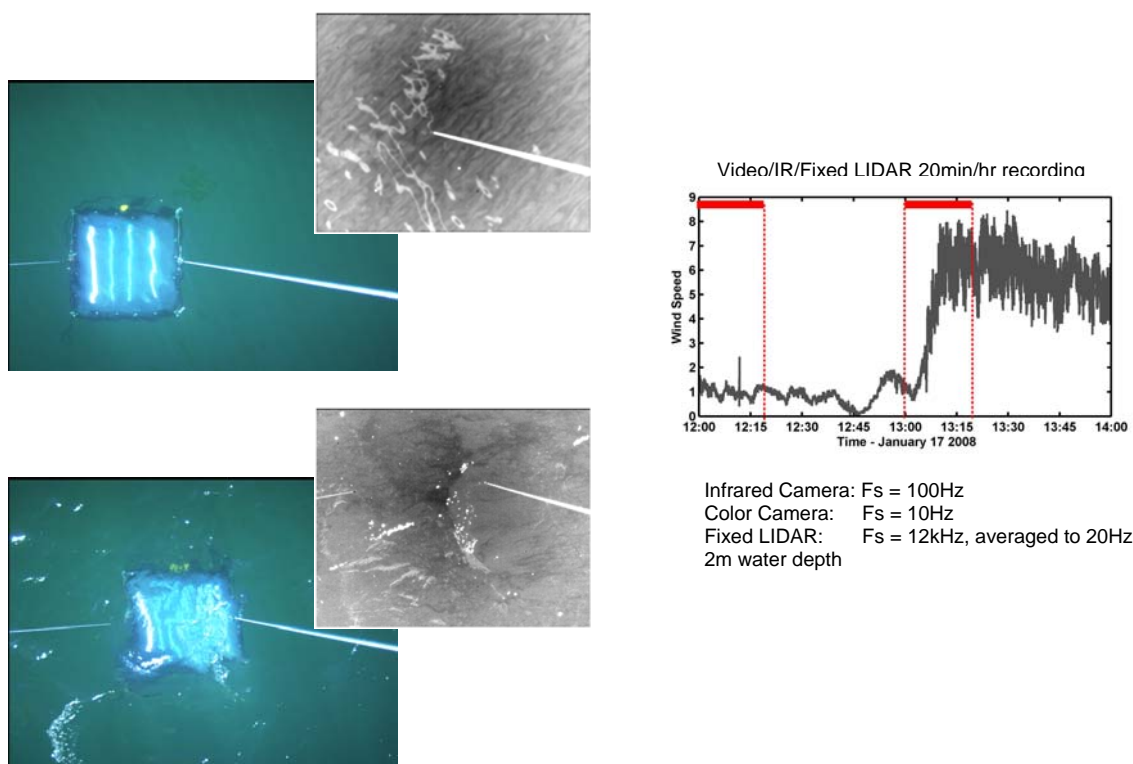 Video/IR/Fixed LIDAR 20min/hr recording
9
8
7
6
5
4
3
2
1
0
Wind Speed
12:00 12:15 12:30 12:45 13:00 13:15 13:30 13:45 14:00
Time - January 17 2008
Infrared Camera: Fs = 100Hz
Color Camera: Fs = 10Hz
Fixed LIDAR: Fs = 12kHz, averaged to 20Hz
2m water depth